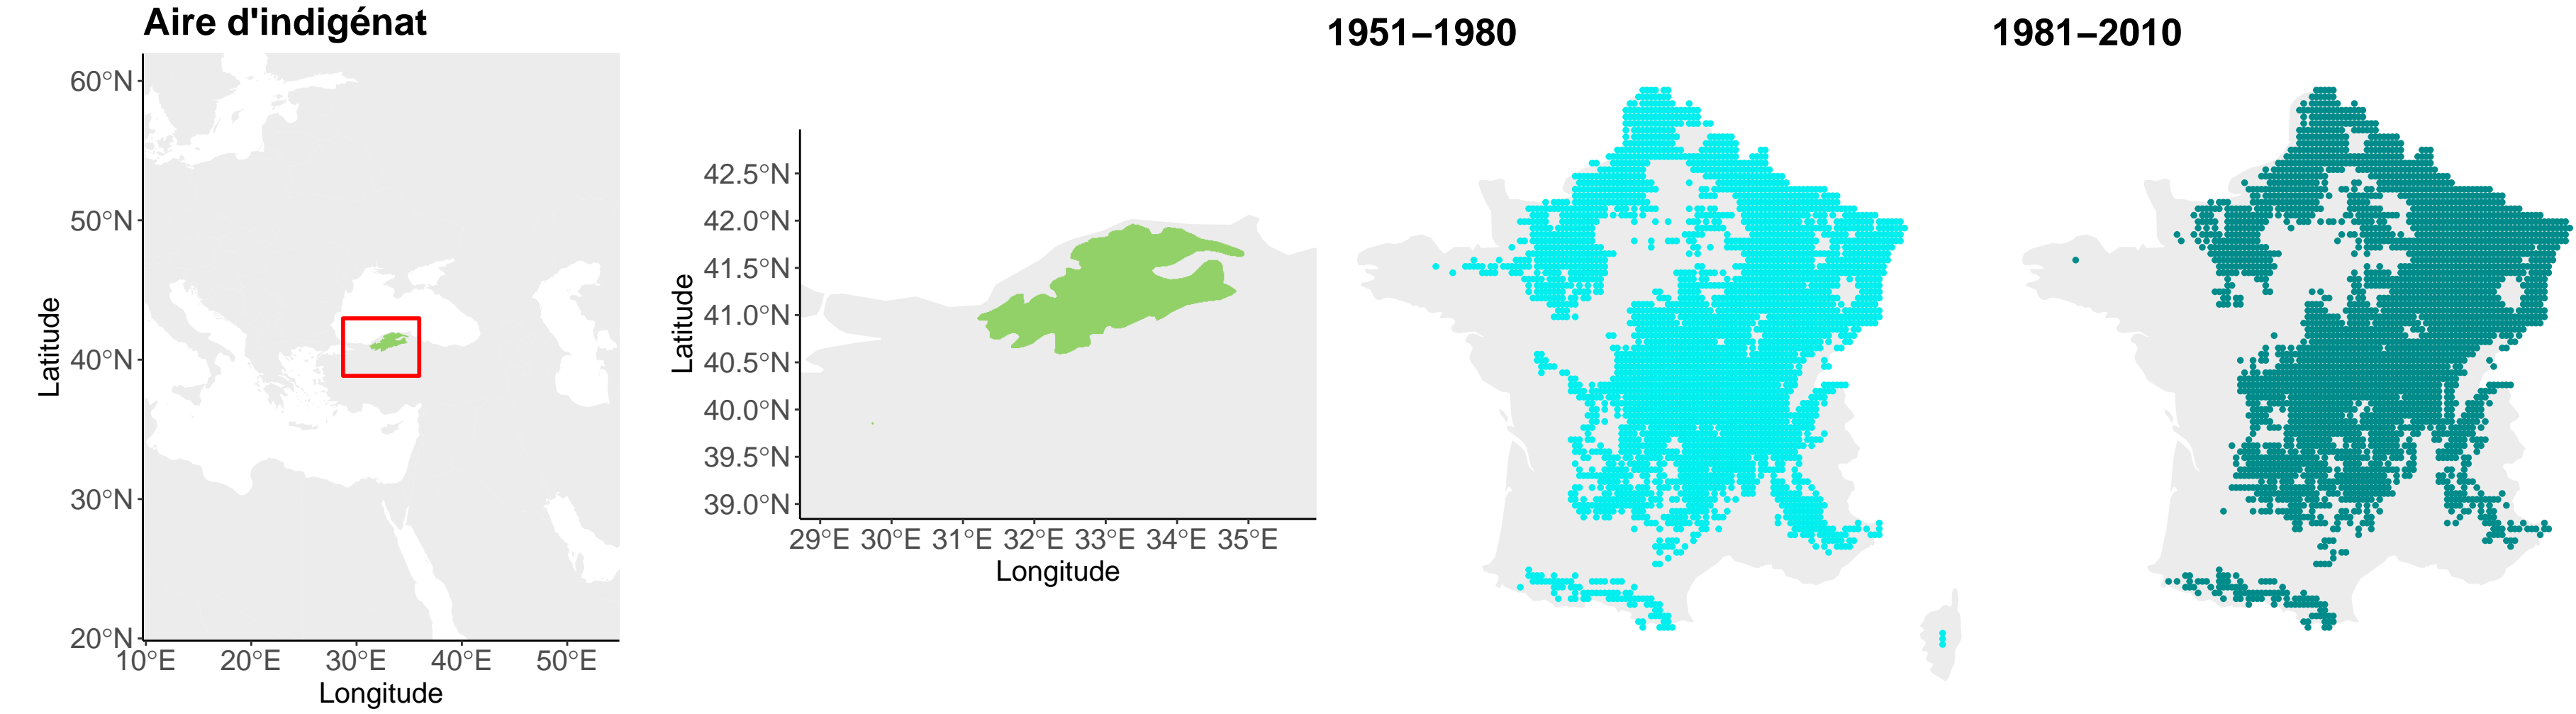 Aire d'indigénat
1951–1980
1981–2010
60°N
50°N
40°N
30°N
20°N
10°E 20°E 30°E 40°E 50°E
Longitude
Latitude
42.5°N
42.0°N
41.5°N
41.0°N
40.5°N
40.0°N
39.5°N
39.0°N
29°E 30°E 31°E 32°E 33°E 34°E 35°E
Longitude
Latitude